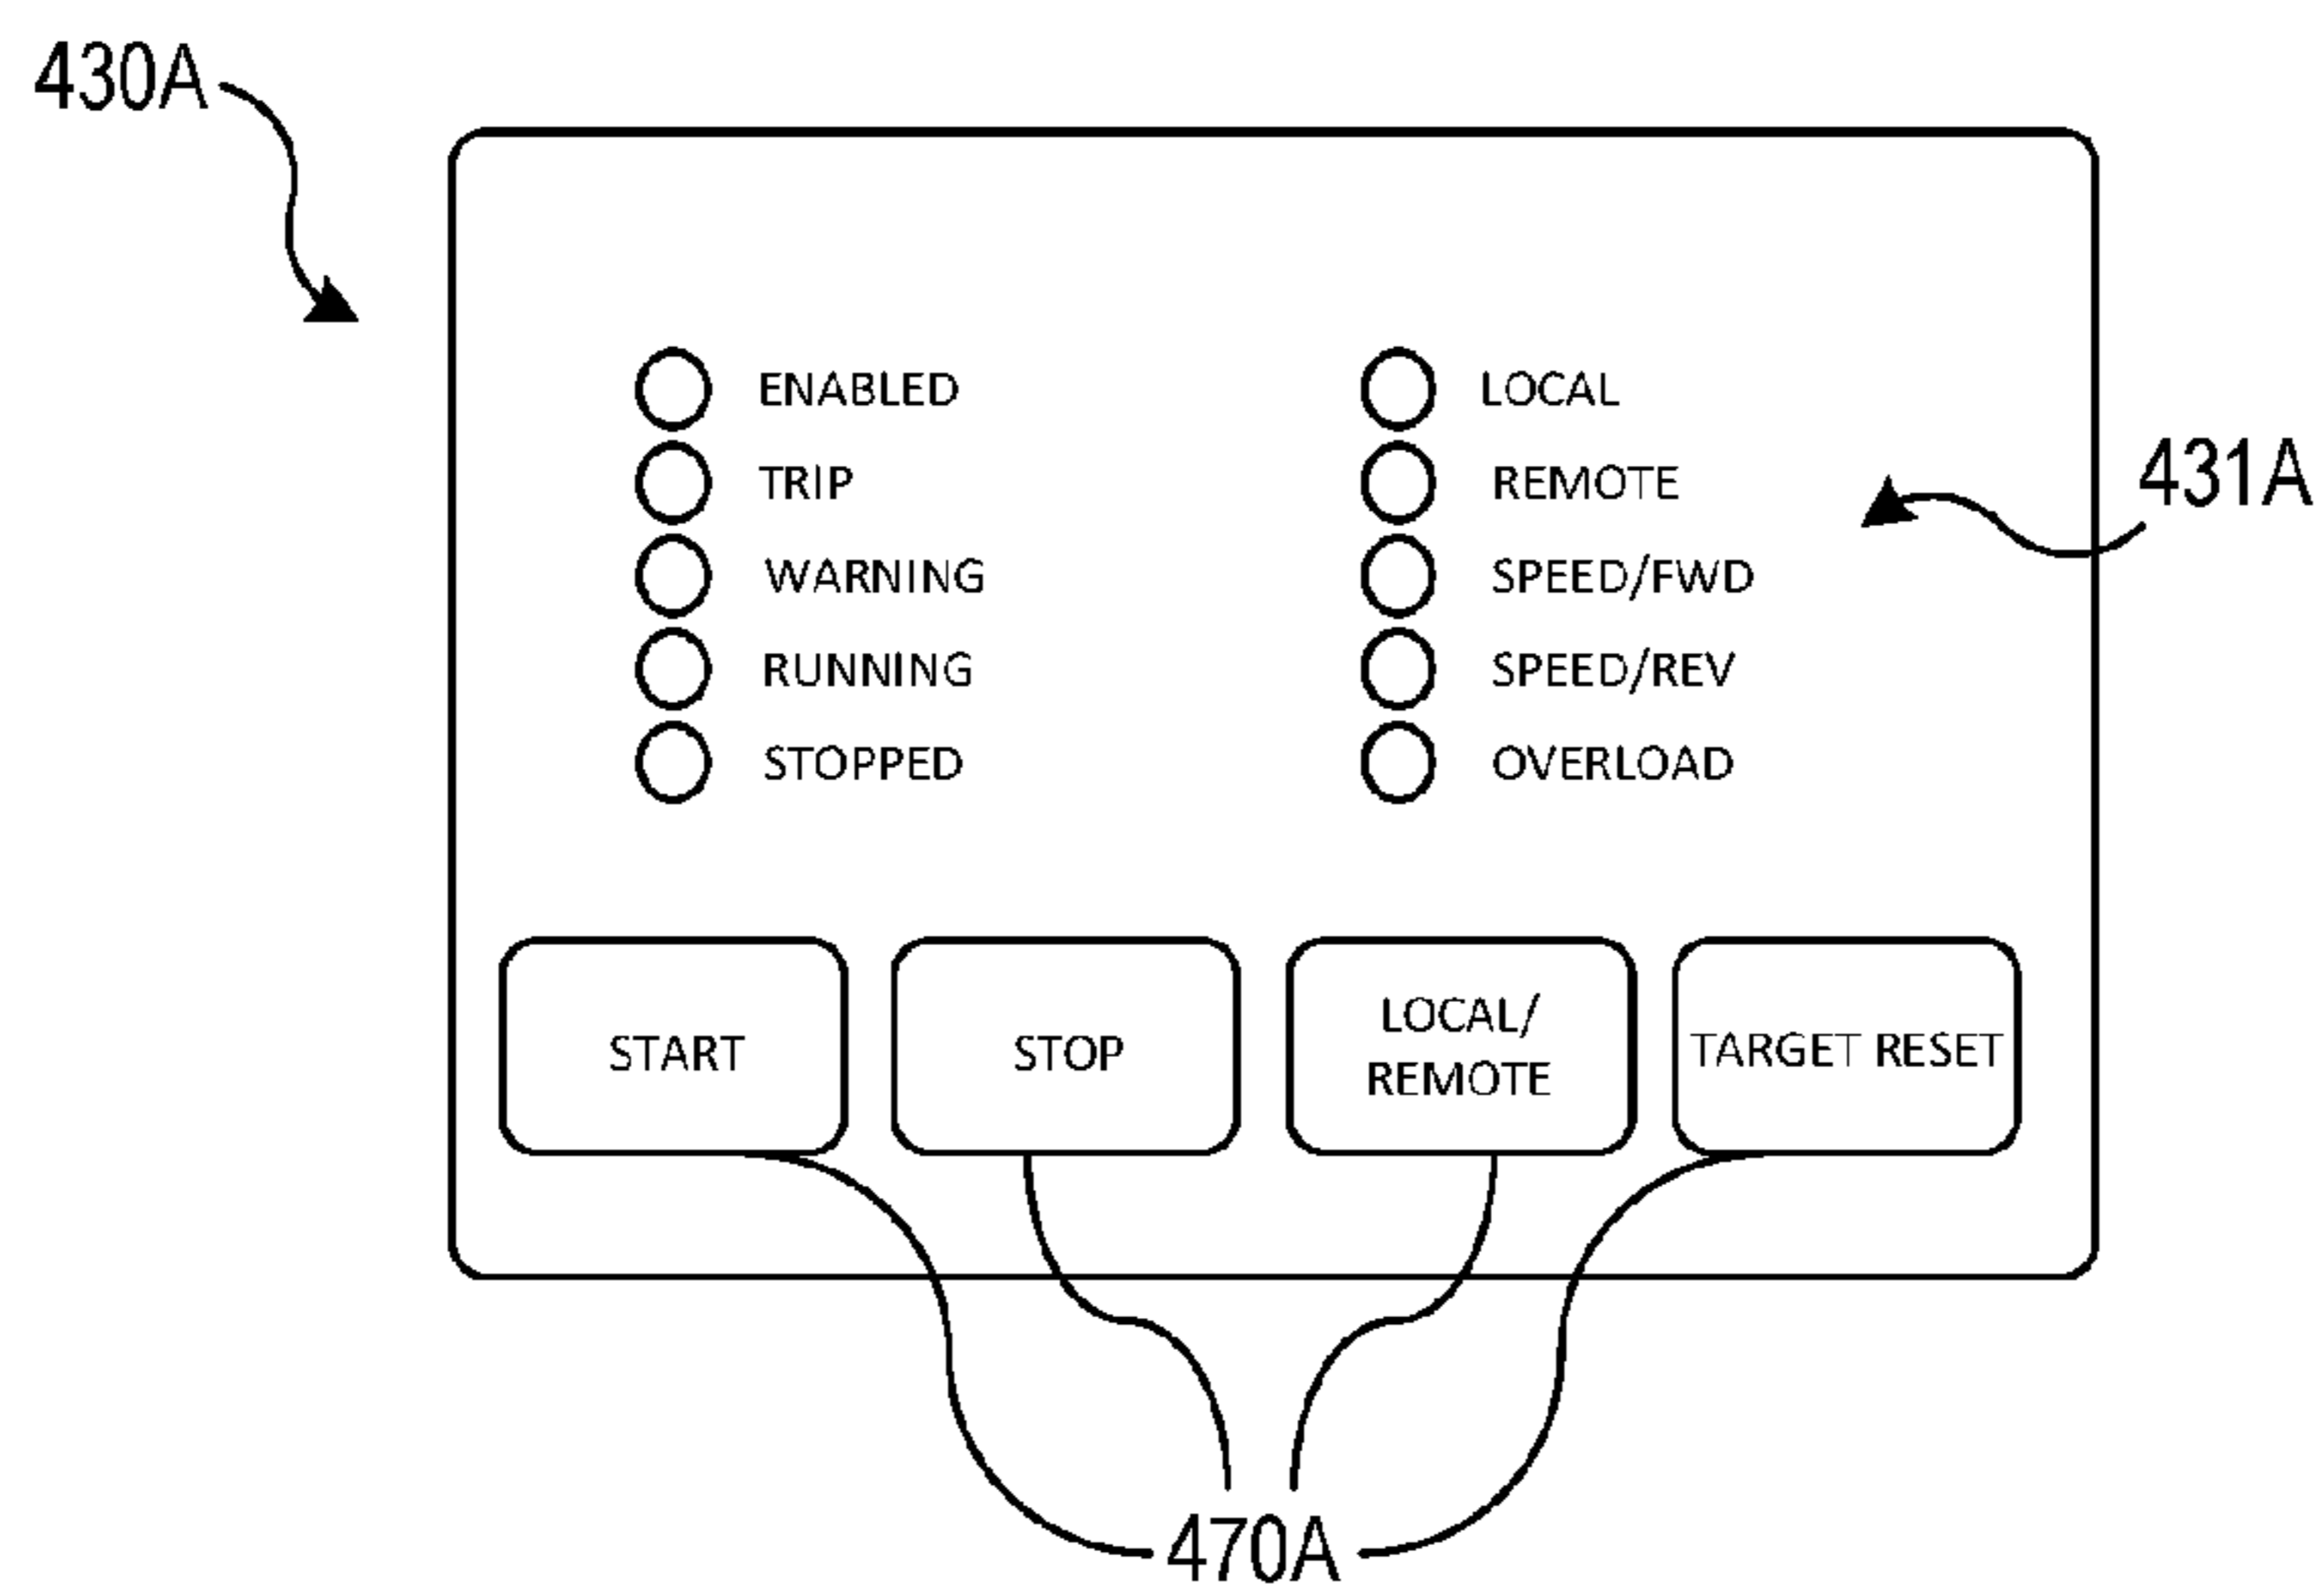 430A
ENABLED
TRIP
WARNING
RUNNING
STOPPED
LOCAL
REMOTE
SPEED/FWD
SPEED/REV
OVERLOAD
431A
START
STOP
LOCAL/
REMOTE
TARGET RESET
470A